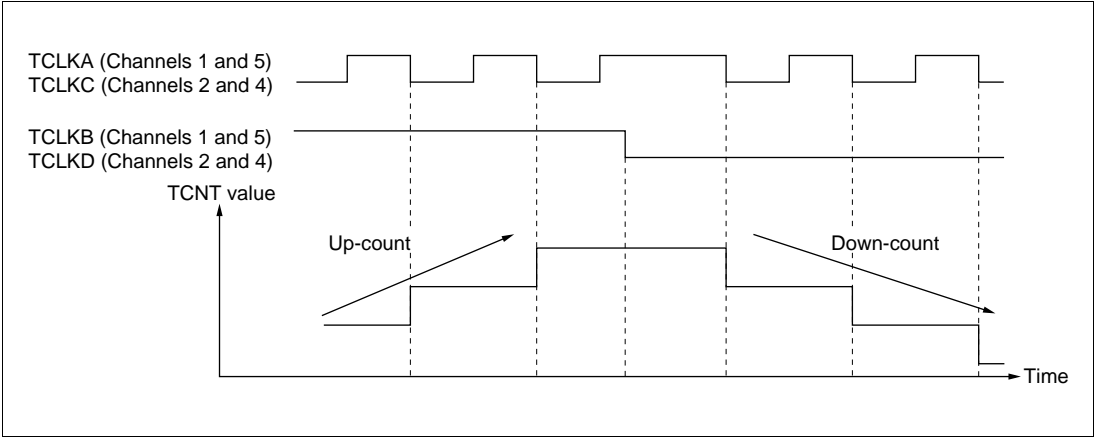 TCLKA (Channels 1 and 5)
TCLKC (Channels 2 and 4)
TCLKB (Channels 1 and 5)
TCLKD (Channels 2 and 4)
TCNT value
Up-count
Down-count
Time